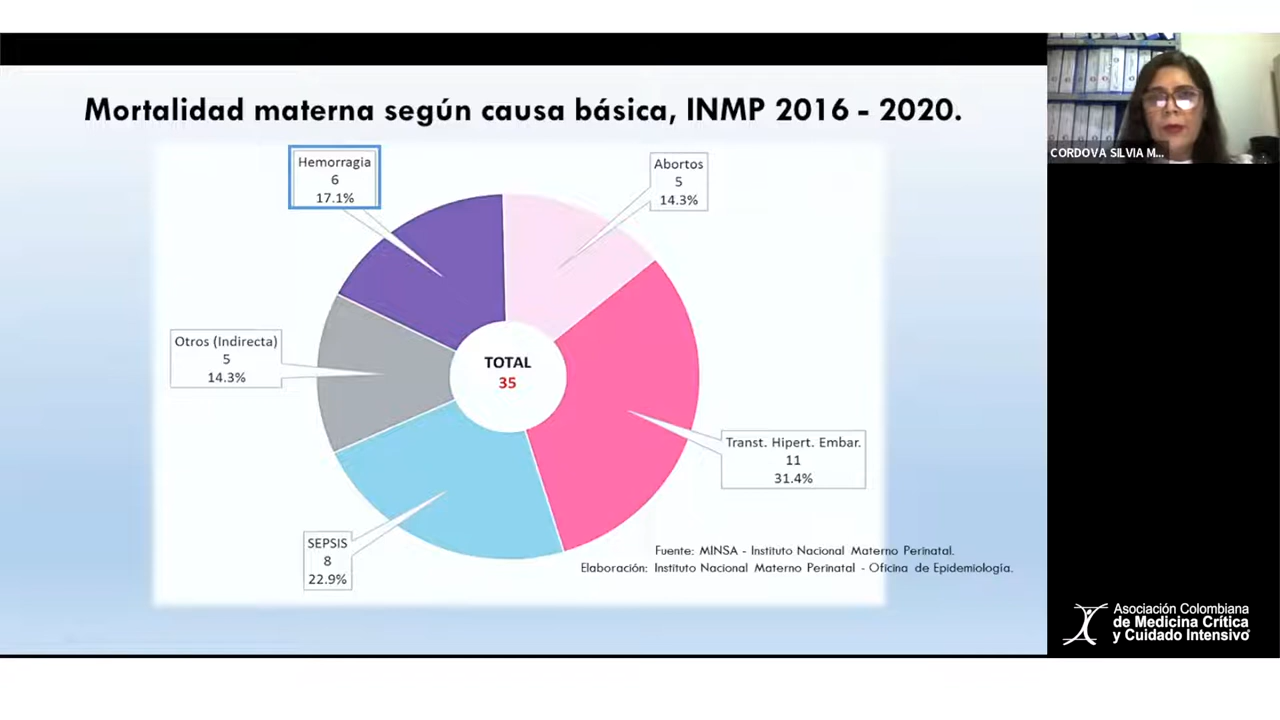 Mortalidad materna según causa básica, INMP 2016 - 2020.
Hemorragia
6
17.1%
Abortos
5
14.3%
Otros (Indirecta)
5
14.3%
TOTAL
35
Transt. Hipert. Embar.
11
31.4%
SEPSIS
8
22.9%
Fuente: MINSA - Instituto Nacional Materno Perinatal.
Elaboración: Instituto Nacional Materno Perinatal - Oficina de Epidemiología.
CORDOVA SILVIA M...
Asociación Colombiana
de Medicina Crítica
y Cuidado Intensivo